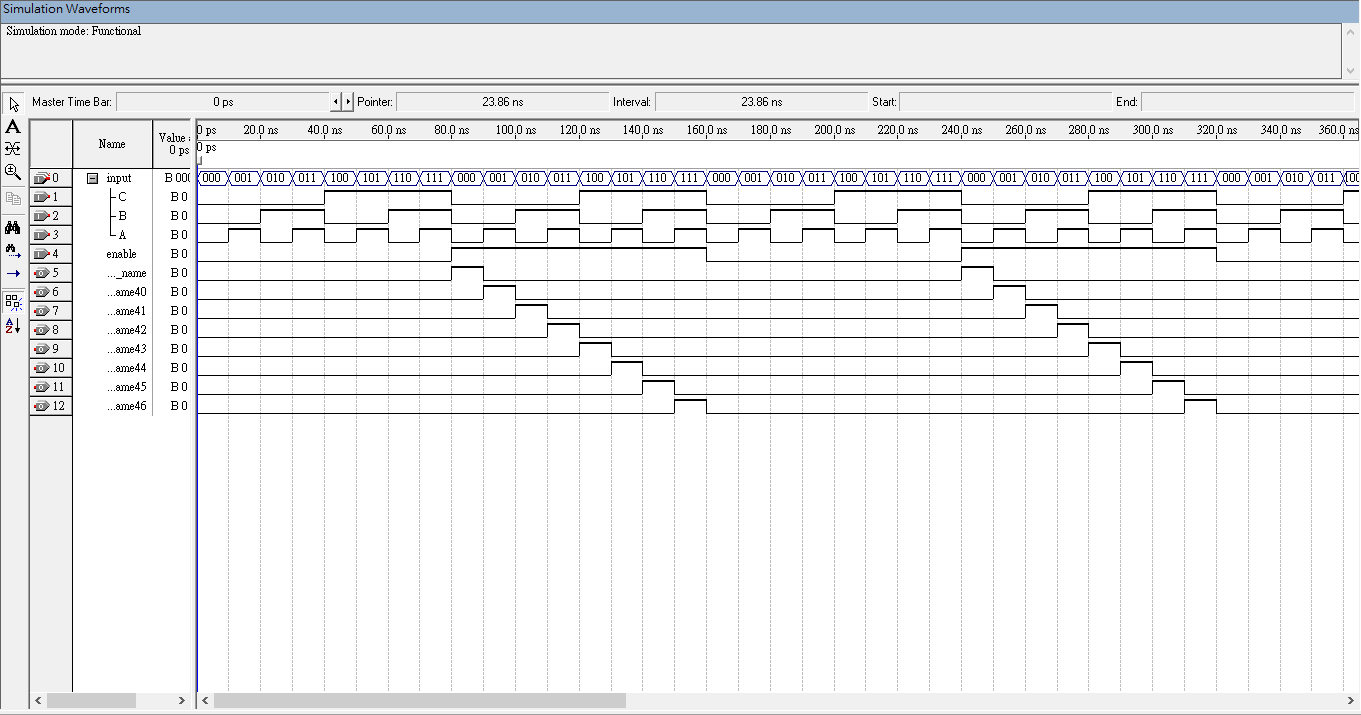 Simulation Waveforms
Simulation mode: Functional
Master Time Bar: 0 ps Pointer: 23.86 ns Interval: 23.86 ns Start: End:
Name Value a
0 ps
0 ps 20.0 ns 40.0 ns 60.0 ns 80.0 ns 100.0 ns 120.0 ns 140.0 ns 160.0 ns 180.0 ns 200.0 ns 220.0 ns 240.0 ns 260.0 ns 280.0 ns 300.0 ns 320.0 ns 340.0 ns 360.0 ns
0 ps
0 input B 000 000 001 010 011 100 101 110 111 000 001 010 011 100 101 110 111 000 001 010 011 100 101 110 111 000 001 010 011 100 101 110 111 000 001 010 011
1 C B 0
2 B B 0
3 A B 0
4 enable B 0
5 ..._name B 0
6 ...ame40 B 0
7 ...ame41 B 0
8 ...ame42 B 0
9 ...ame43 B 0
10 ...ame44 B 0
11 ...ame45 B 0
12 ...ame46 B 0